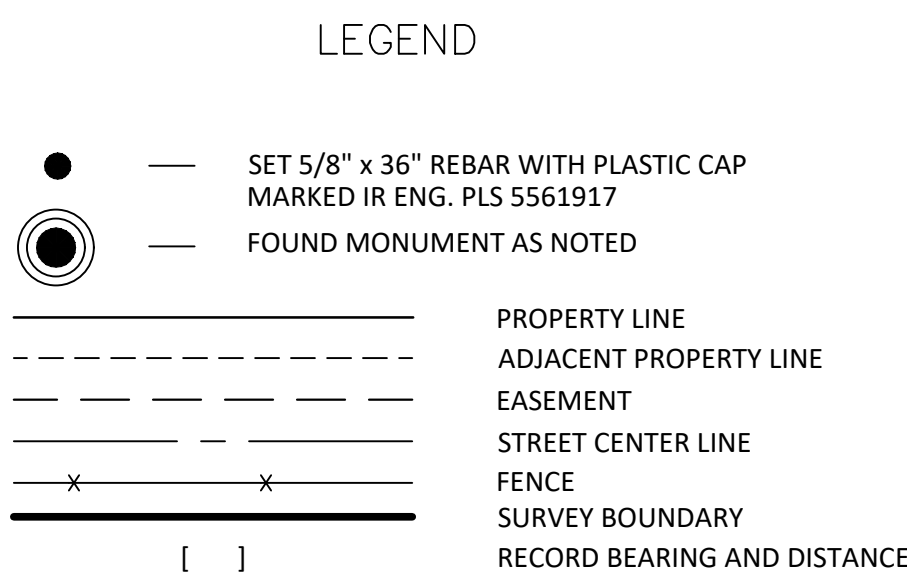 LEGEND
SET 5/8" x 36" REBAR WITH PLASTIC CAP
MARKED IR ENG. PLS 5561917
FOUND MONUMENT AS NOTED
PROPERTY LINE
ADJACENT PROPERTY LINE
EASEMENT
STREET CENTER LINE
FENCE
SURVEY BOUNDARY
[ ] RECORD BEARING AND DISTANCE